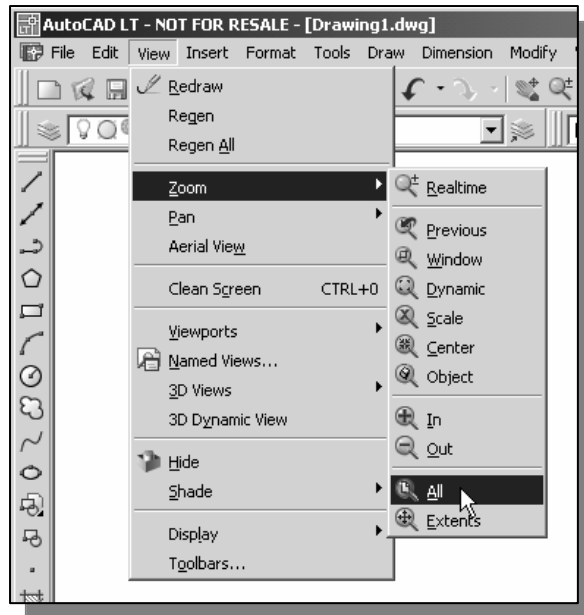 AutoCAD LT - NOT FOR RESALE - [Drawing1.dwg]
File Edit View Insert Format Tools Draw Dimension Modify
Redraw
Regen
Regen All
Zoom
Pan
Aerial View
Clean Screen CTRL+0
Viewports
Named Views...
3D Views
3D Dynamic View
Hide
Shade
Display
Toolbars...
Realtime
Previous
Window
Dynamic
Scale
Center
Object
In
Out
All
Extents